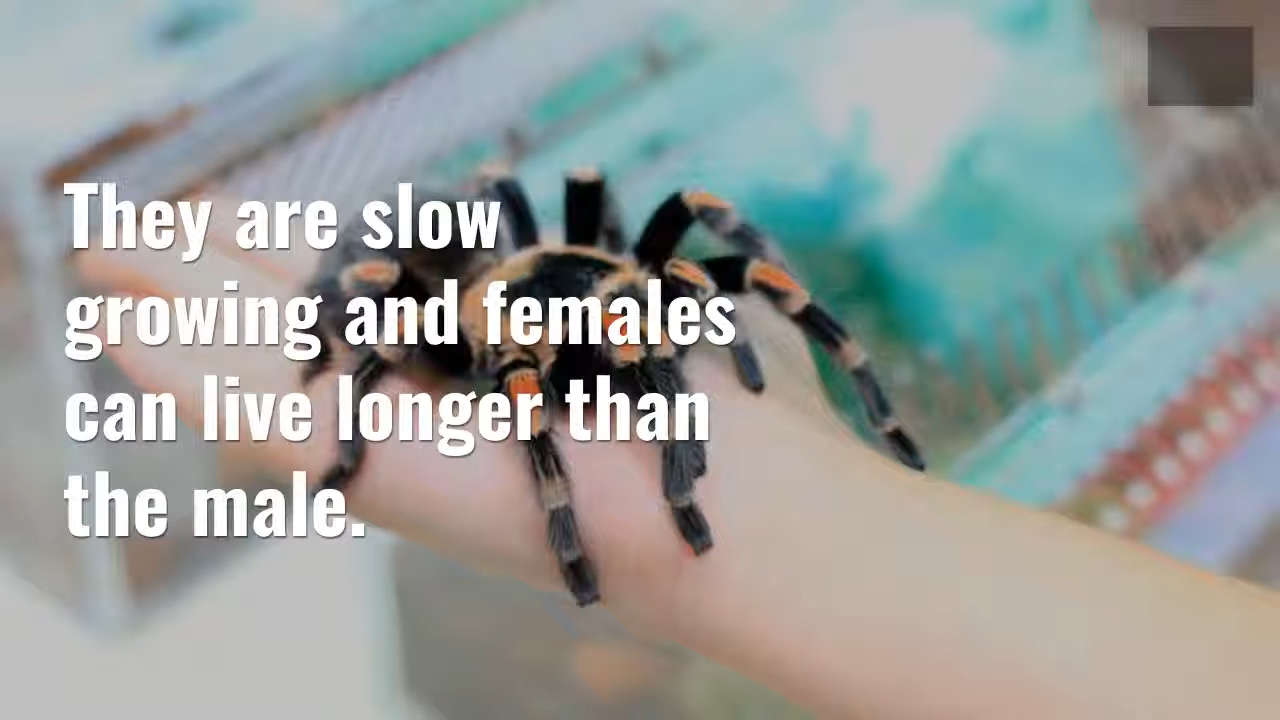 They are slow
growing and females
can live longer than
the male.